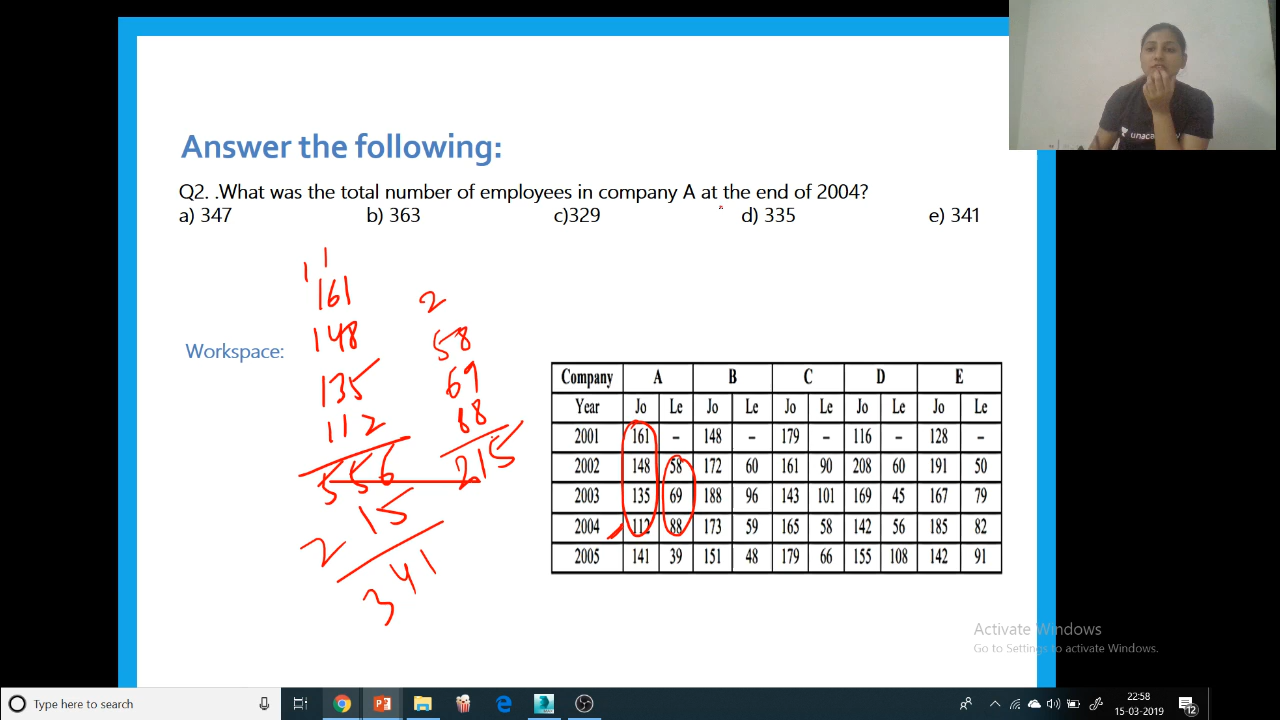 Answer the following:
Q2. .What was the total number of employees in company A at the end of 2004?
a) 347 b) 363 c)329 d) 335 e) 341
1 1
161
148
135
112
556
215
341
2
58
69
88
215
Workspace:
Company A B C D E
Year Jo Le Jo Le Jo Le Jo Le Jo Le
2001 161 – 148 – 179 – 116 – 128 –
2002 148 58 172 60 161 90 208 60 191 50
2003 135 69 188 96 143 101 169 45 167 79
2004 112 88 173 59 165 58 142 56 185 82
2005 141 39 151 48 179 66 155 108 142 91
Activate Windows
Go to Settings to activate Windows.
Type here to search
22:58
15-03-2019
12